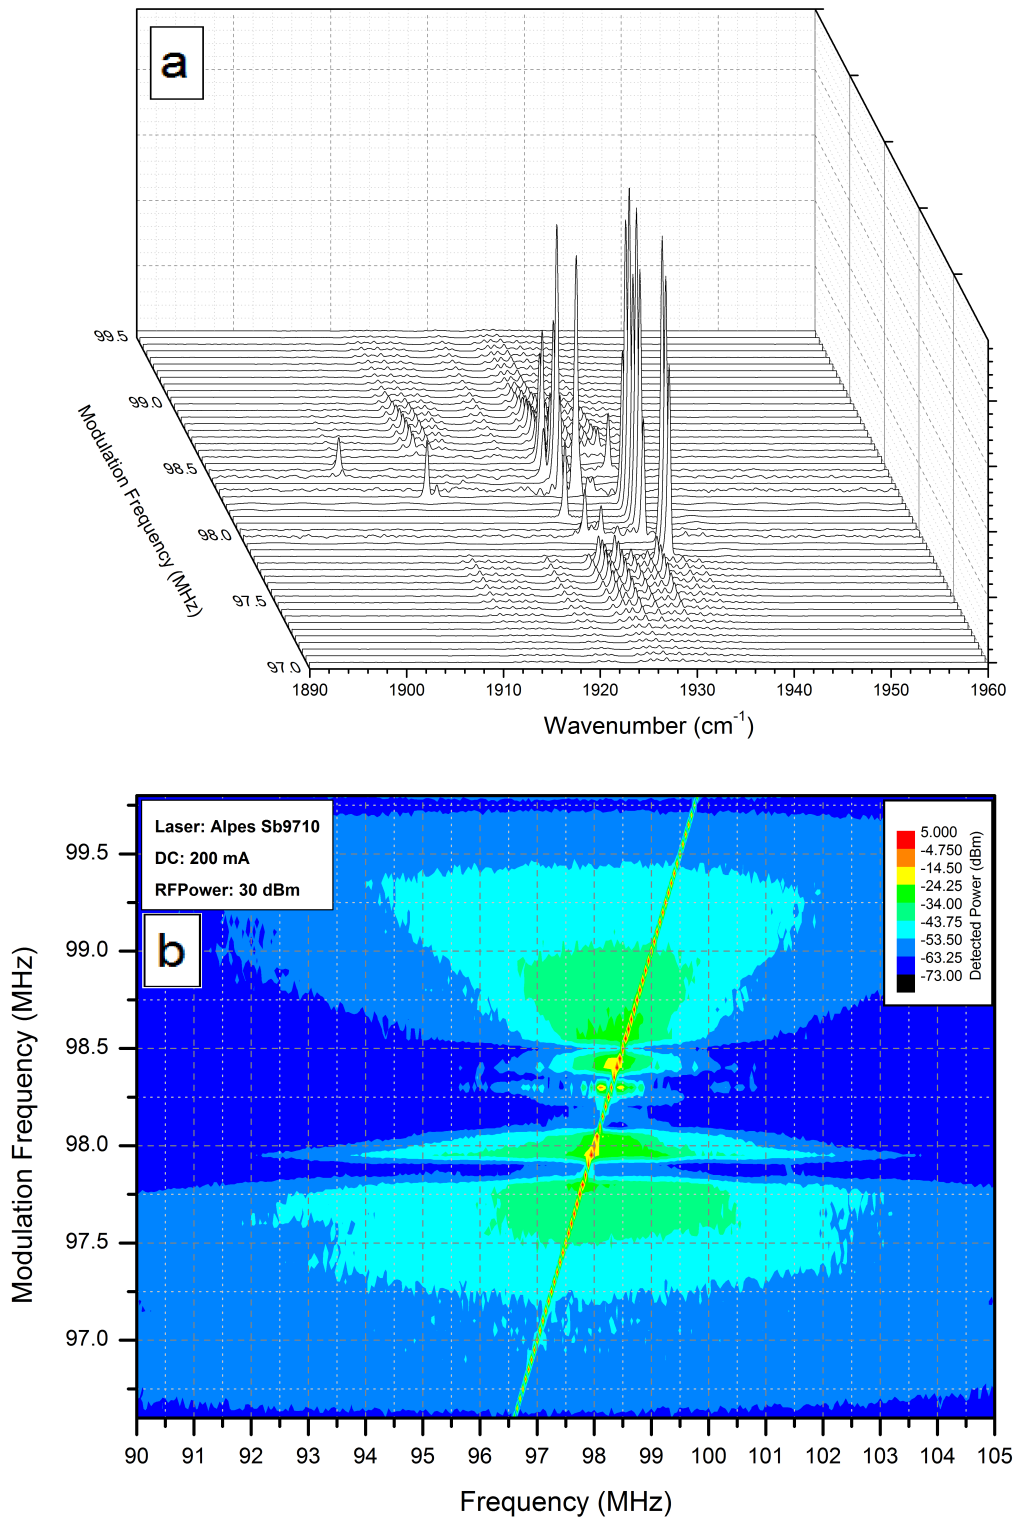 a
99.5
99.0
98.5
98.0
97.5
97.0
Modulation Frequency (MHz)
1890 1900 1910 1920 1930 1940 1950 1960
Wavenumber (cm-1)
b
Laser: Alpes Sb9710
DC: 200 mA
RFPower: 30 dBm
5.000
-4.750
-14.50
-24.25
-34.00
-43.75
-53.50
-63.25
-73.00
Detected Power (dBm)
99.5
99.0
98.5
98.0
97.5
97.0
Modulation Frequency (MHz)
90 91 92 93 94 95 96 97 98 99 100 101 102 103 104 105
Frequency (MHz)